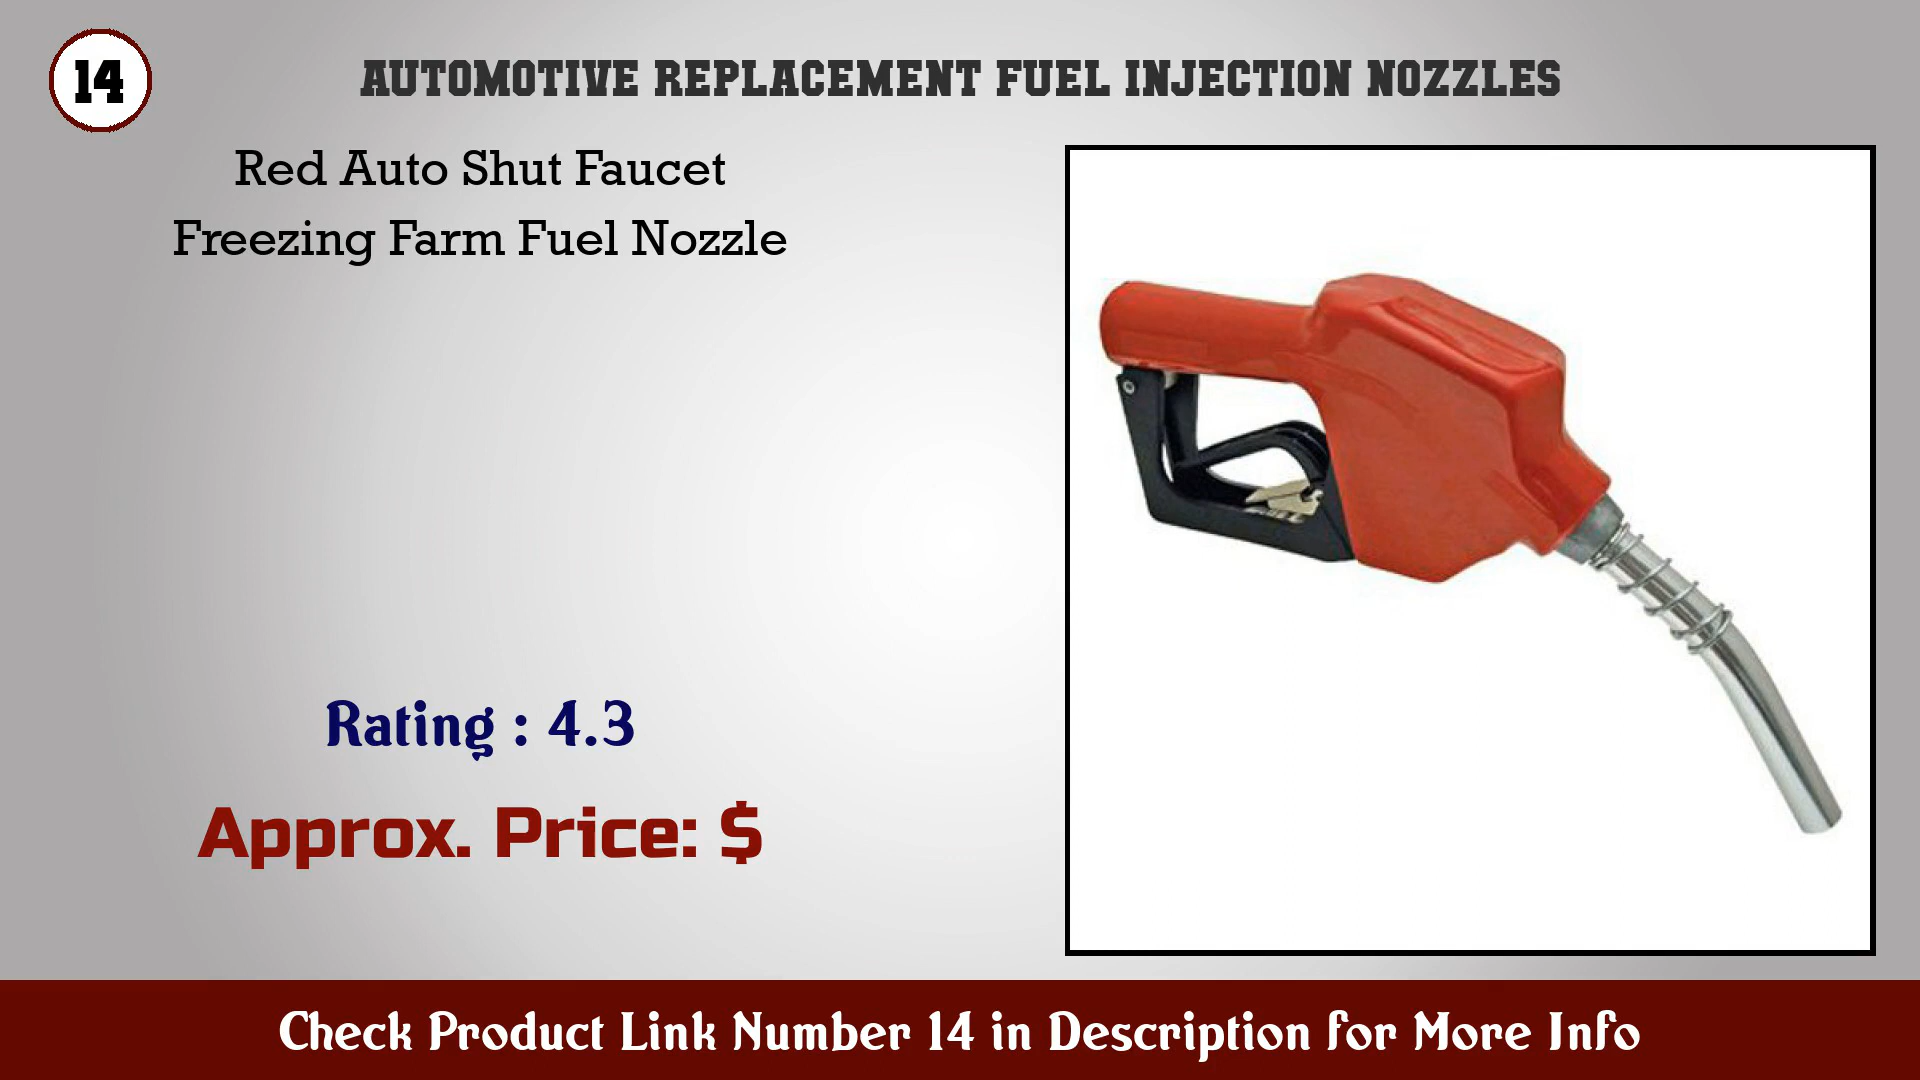 14
AUTOMOTIVE REPLACEMENT FUEL INJECTION NOZZLES
Red Auto Shut Faucet
Freezing Farm Fuel Nozzle
Rating : 4.3
Approx. Price: $
Check Product Link Number 14 in Description for More Info